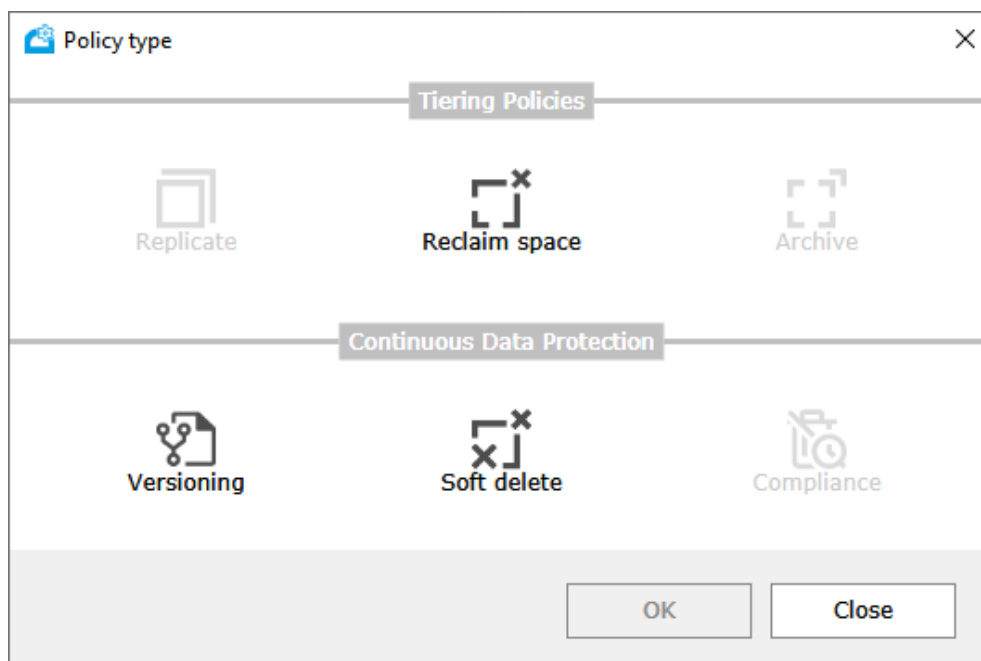 Policy type
Tiering Policies
Replicate
Reclaim space
Archive
Continuous Data Protection
Versioning
Soft delete
Compliance
OK
Close